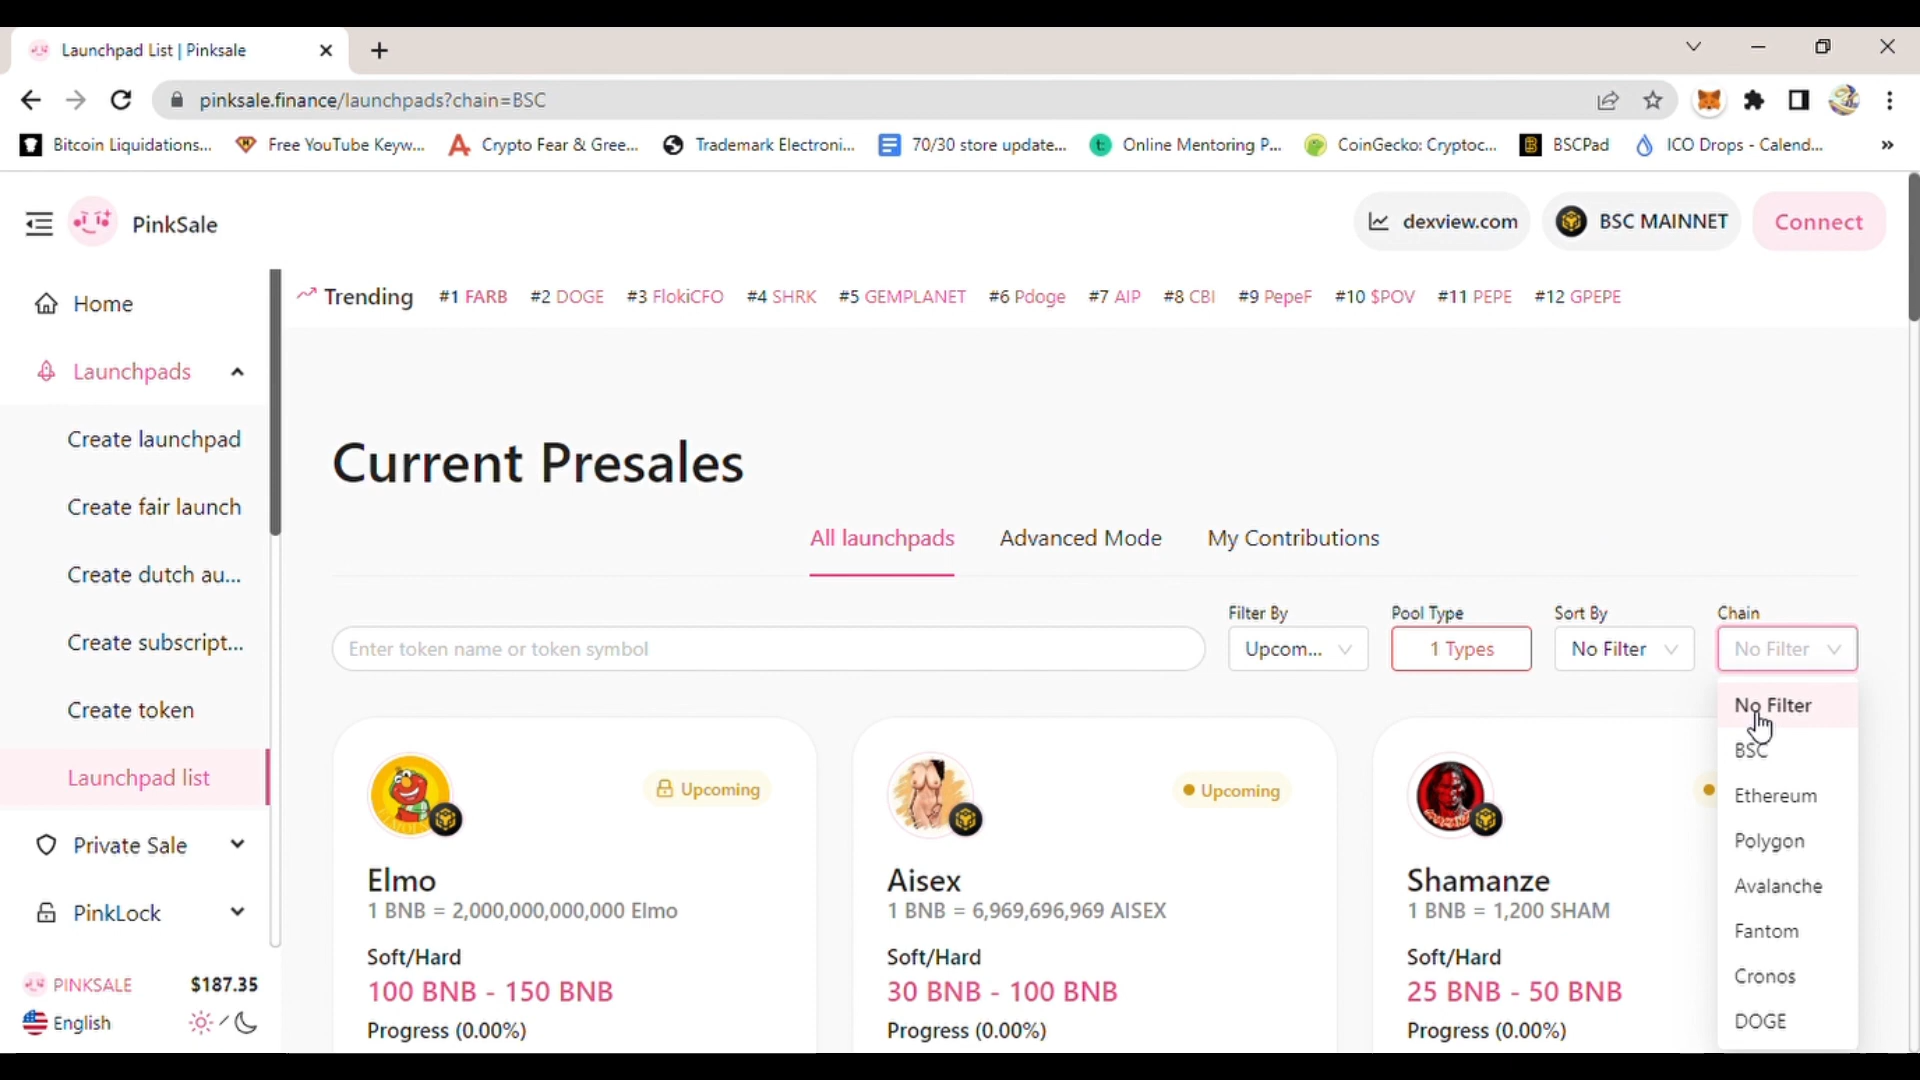 Launchpad List | Pinksale
pinksale.finance/launchpads?chain=BSC
Bitcoin Liquidations...
Free YouTube Keyw...
Crypto Fear & Gree...
Trademark Electroni...
70/30 store update...
Online Mentoring P...
CoinGecko: Cryptoc...
BSCPad
ICO Drops - Calend...
»
PinkSale
dexview.com
BSC MAINNET
Connect
Home
Launchpads
Create launchpad
Create fair launch
Create dutch au...
Create subscript...
Create token
Launchpad list
Private Sale
PinkLock
PINKSALE $187.35
English
Trending #1 FARB #2 DOGE #3 FlokiCFO #4 SHRK #5 GEMPLANET #6 Pdoge #7 AIP #8 CBI #9 PepeF #10 $POV #11 PEPE #12 GPEPE
Current Presales
All launchpads
Advanced Mode
My Contributions
Enter token name or token symbol
Filter By
Upcom...
Pool Type
1 Types
Sort By
No Filter
Chain
No Filter
No Filter
BSC
Ethereum
Polygon
Avalanche
Fantom
Cronos
DOGE
Upcoming
Elmo
1 BNB = 2,000,000,000,000 Elmo
Soft/Hard
100 BNB - 150 BNB
Progress (0.00%)
Upcoming
Aisex
1 BNB = 6,969,696,969 AISEX
Soft/Hard
30 BNB - 100 BNB
Progress (0.00%)
Shamanze
1 BNB = 1,200 SHAM
Soft/Hard
25 BNB - 50 BNB
Progress (0.00%)